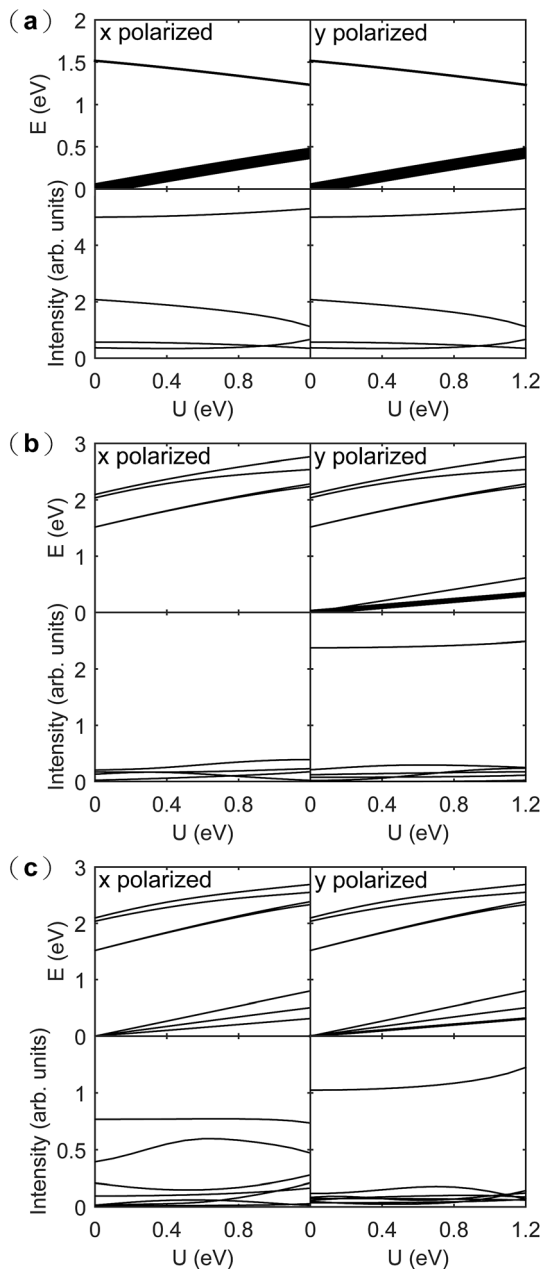 （a）
x polarized
y polarized
2
1.5
1
0.5
0
E (eV)
4
2
0
Intensity (arb. units)
0 0.4 0.8 0 0.4 0.8 1.2
U (eV) U (eV)
（b）
x polarized
y polarized
3
2
1
0
E (eV)
2
1
0
Intensity (arb. units)
0 0.4 0.8 0 0.4 0.8 1.2
U (eV) U (eV)
（c）
x polarized
y polarized
3
2
1
0
E (eV)
1
0.5
0
Intensity (arb. units)
0 0.4 0.8 0 0.4 0.8 1.2
U (eV) U (eV)